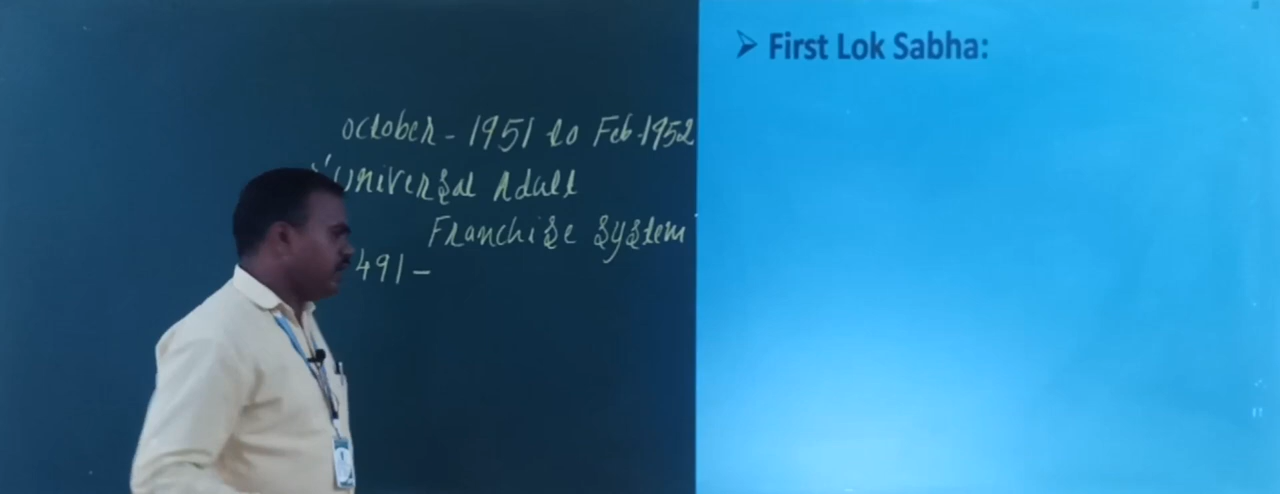 October - 1951 to Feb-1952
Universal Adult
Franchise System
491 -
➢ First Lok Sabha: